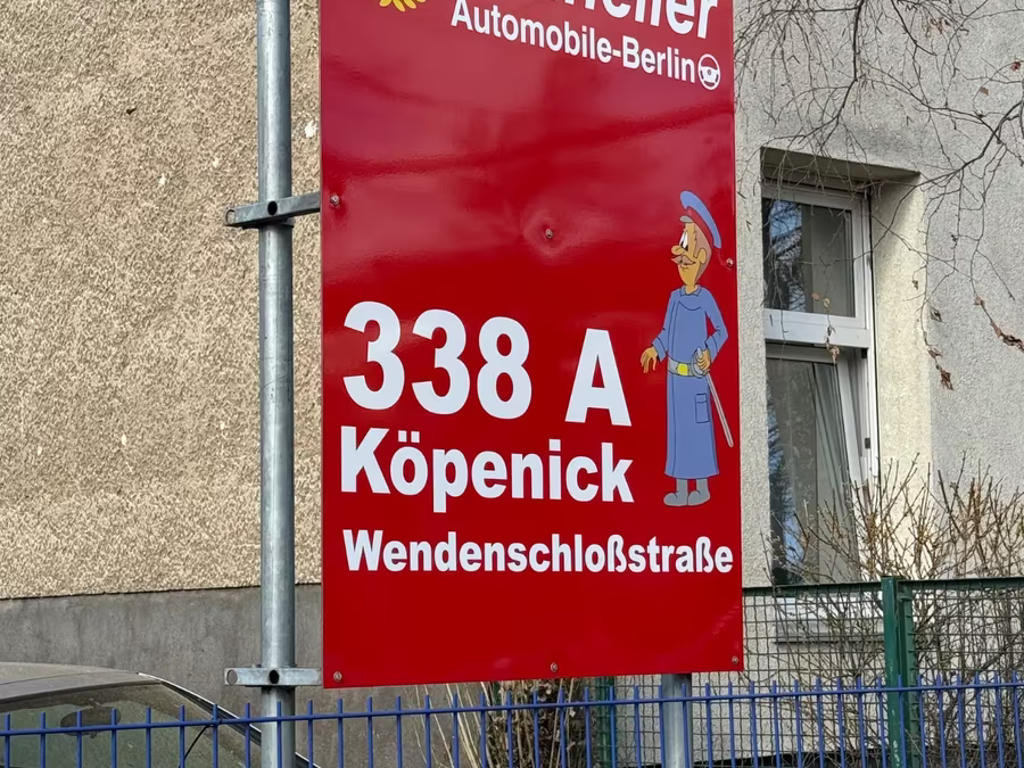 Automobile-Berlin
338 A
Köpenick
Wendenschloßstraße